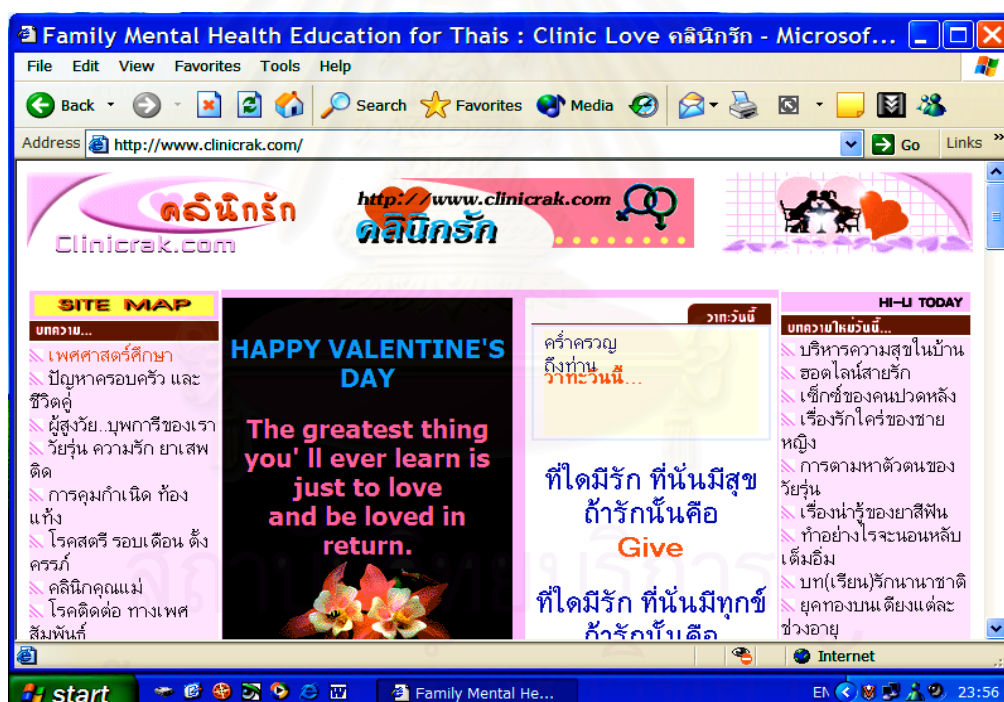 Family Mental Health Education for Thais : Clinic Love คลินิกรัก - Microsof...
File Edit View Favorites Tools Help
Back Search Favorites Media
Address http://www.clinicrak.com/ Go Links »
คลินิกรัก
Clinicrak.com
http://www.clinicrak.com
คลินิกรัก
SITE MAP
บทความ...
เพศศาสตร์ศึกษา
ปัญหาครอบครัว และ
ชีวิตคู่
ผู้สูงวัย..บุพการีของเรา
วัยรุ่น ความรัก ยาเสพ
ติด
การคุมกำเนิด ท้อง
แท้ง
โรคสตรี รอบเดือน ตั้ง
ครรภ์
คลินิกคุณแม่
โรคติดต่อ ทางเพศ
สัมพันธ์
HAPPY VALENTINE'S
DAY
The greatest thing
you' ll ever learn is
just to love
and be loved in
return.
วาทะวันนี้
คร่ำครวญ
ถึงท่าน
วาทะวันนี้...
ที่ใดมีรัก ที่นั่นมีสุข
ถ้ารักนั้นคือ
Give
ที่ใดมีรัก ที่นั่นมีทุกข์
ถ้ารักนั้นคือ
HI-LI TODAY
บทความใหม่วันนี้...
บริหารความสุขในบ้าน
ฮอตไลน์สายรัก
เซ็กซ์ของคนปวดหลัง
เรื่องรักใคร่ของชาย
หญิง
การตามหาตัวตนของ
วัยรุ่น
เรื่องน่ารู้ของยาสีฟัน
ทำอย่างไรจะนอนหลับ
เต็มอิ่ม
บท(เรียน)รักนานาชาติ
ยุคทองบนเตียงแต่ละ
ช่วงอายุ
Internet
start Family Mental He... EN 23:56